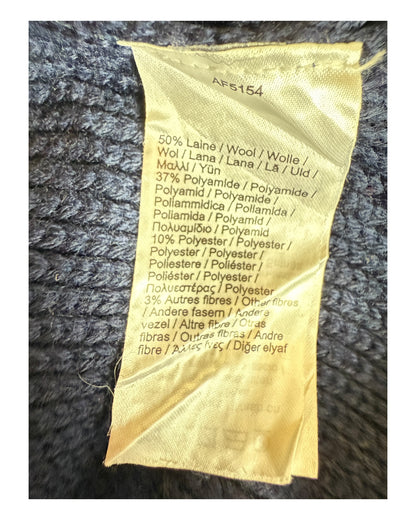 AF5154
50% Laine / Wool / Wolle /
Wol / Lana / Lana / Lã / Uld /
Μαλλί / Yün
37% Polyamide / Polyamide /
Polyamid / Polyamide /
Poliammidica / Poliamida /
Poliamida / Polyamid /
Πολυαμίδιο / Polyamid
10% Polyester / Polyester /
Polyester / Polyester /
Poliestere / Poliéster /
Poliéster / Polyester /
Πολυεστέρας / Polyester
3% Autres fibres / Other fibres
/ Andere fasern / Andere
vezel / Altre fibre / Otras
fibras / Outras fibras / Andre
fibre / Άλλες ίνες / Diğer elyaf